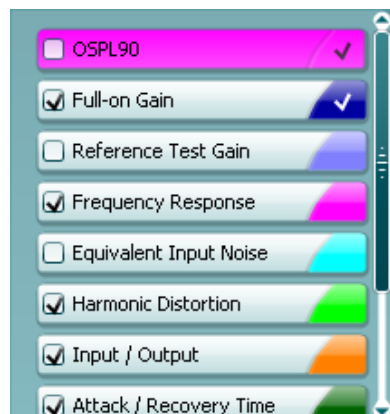 OSPL90
Full-on Gain
Reference Test Gain
Frequency Response
Equivalent Input Noise
Harmonic Distortion
Input / Output
Attack / Recovery Time